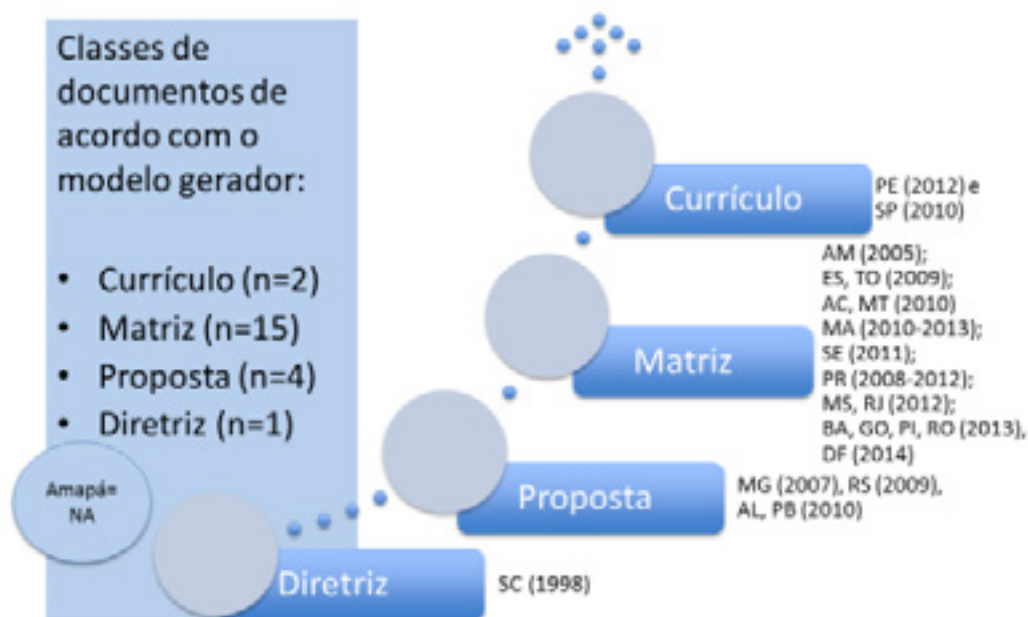 Classes de
documentos de
acordo com o
modelo gerador:
• Currículo (n=2)
• Matriz (n=15)
• Proposta (n=4)
• Diretriz (n=1)
Amapá=
NA
Currículo
PE (2012) e
SP (2010)
Matriz
AM (2005);
ES, TO (2009);
AC, MT (2010)
MA (2010-2013);
SE (2011);
PR (2008-2012);
MS, RJ (2012);
BA, GO, PI, RO (2013),
DF (2014)
Proposta
MG (2007), RS (2009),
AL, PB (2010)
Diretriz
SC (1998)